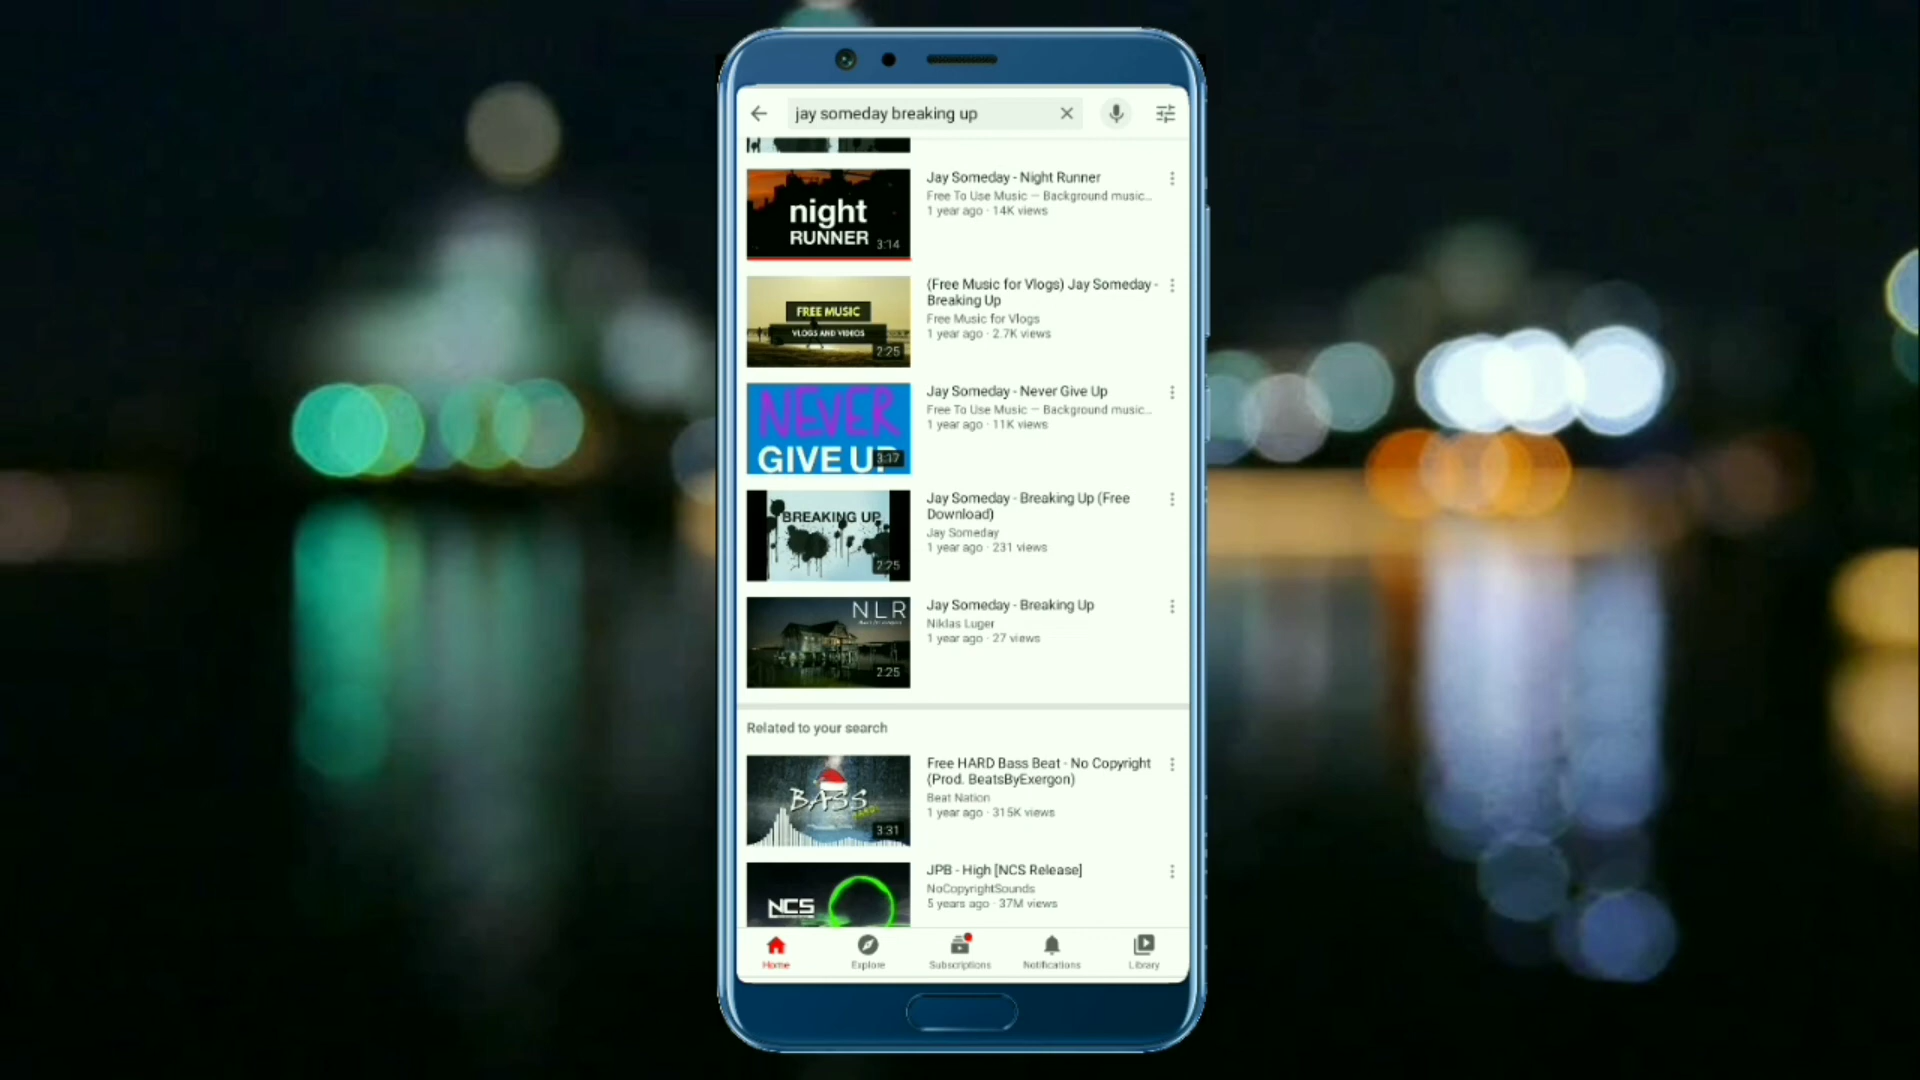 jay someday breaking up
night
RUNNER
3:14
Jay Someday - Night Runner
Free To Use Music — Background music...
1 year ago · 14K views
FREE MUSIC
VLOGS AND VIDEOS
2:25
(Free Music for Vlogs) Jay Someday -
Breaking Up
Free Music for Vlogs
1 year ago · 2.7K views
NEVER
GIVE UP
3:17
Jay Someday - Never Give Up
Free To Use Music — Background music...
1 year ago · 11K views
BREAKING UP
2:25
Jay Someday - Breaking Up (Free
Download)
Jay Someday
1 year ago · 231 views
NLR
2:25
Jay Someday - Breaking Up
Niklas Luger
1 year ago · 27 views
Related to your search
BASS
3:31
Free HARD Bass Beat - No Copyright
(Prod. BeatsByExergon)
Beat Nation
1 year ago · 315K views
NCS
JPB - High [NCS Release]
NoCopyrightSounds
5 years ago · 37M views
Home
Explore
Subscriptions
Notifications
Library